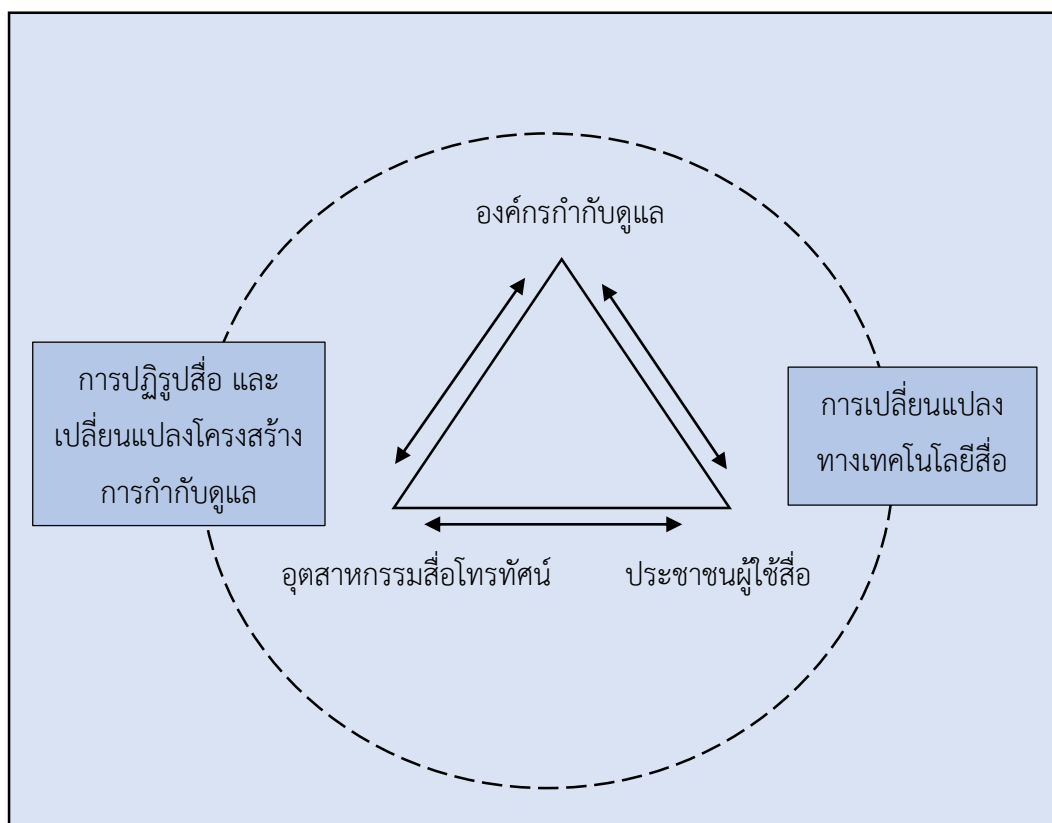 องค์กรกำกับดูแล
การปฏิรูปสื่อ และ
เปลี่ยนแปลงโครงสร้าง
การกำกับดูแล
การเปลี่ยนแปลง
ทางเทคโนโลยีสื่อ
อุตสาหกรรมสื่อโทรทัศน์
ประชาชนผู้ใช้สื่อ